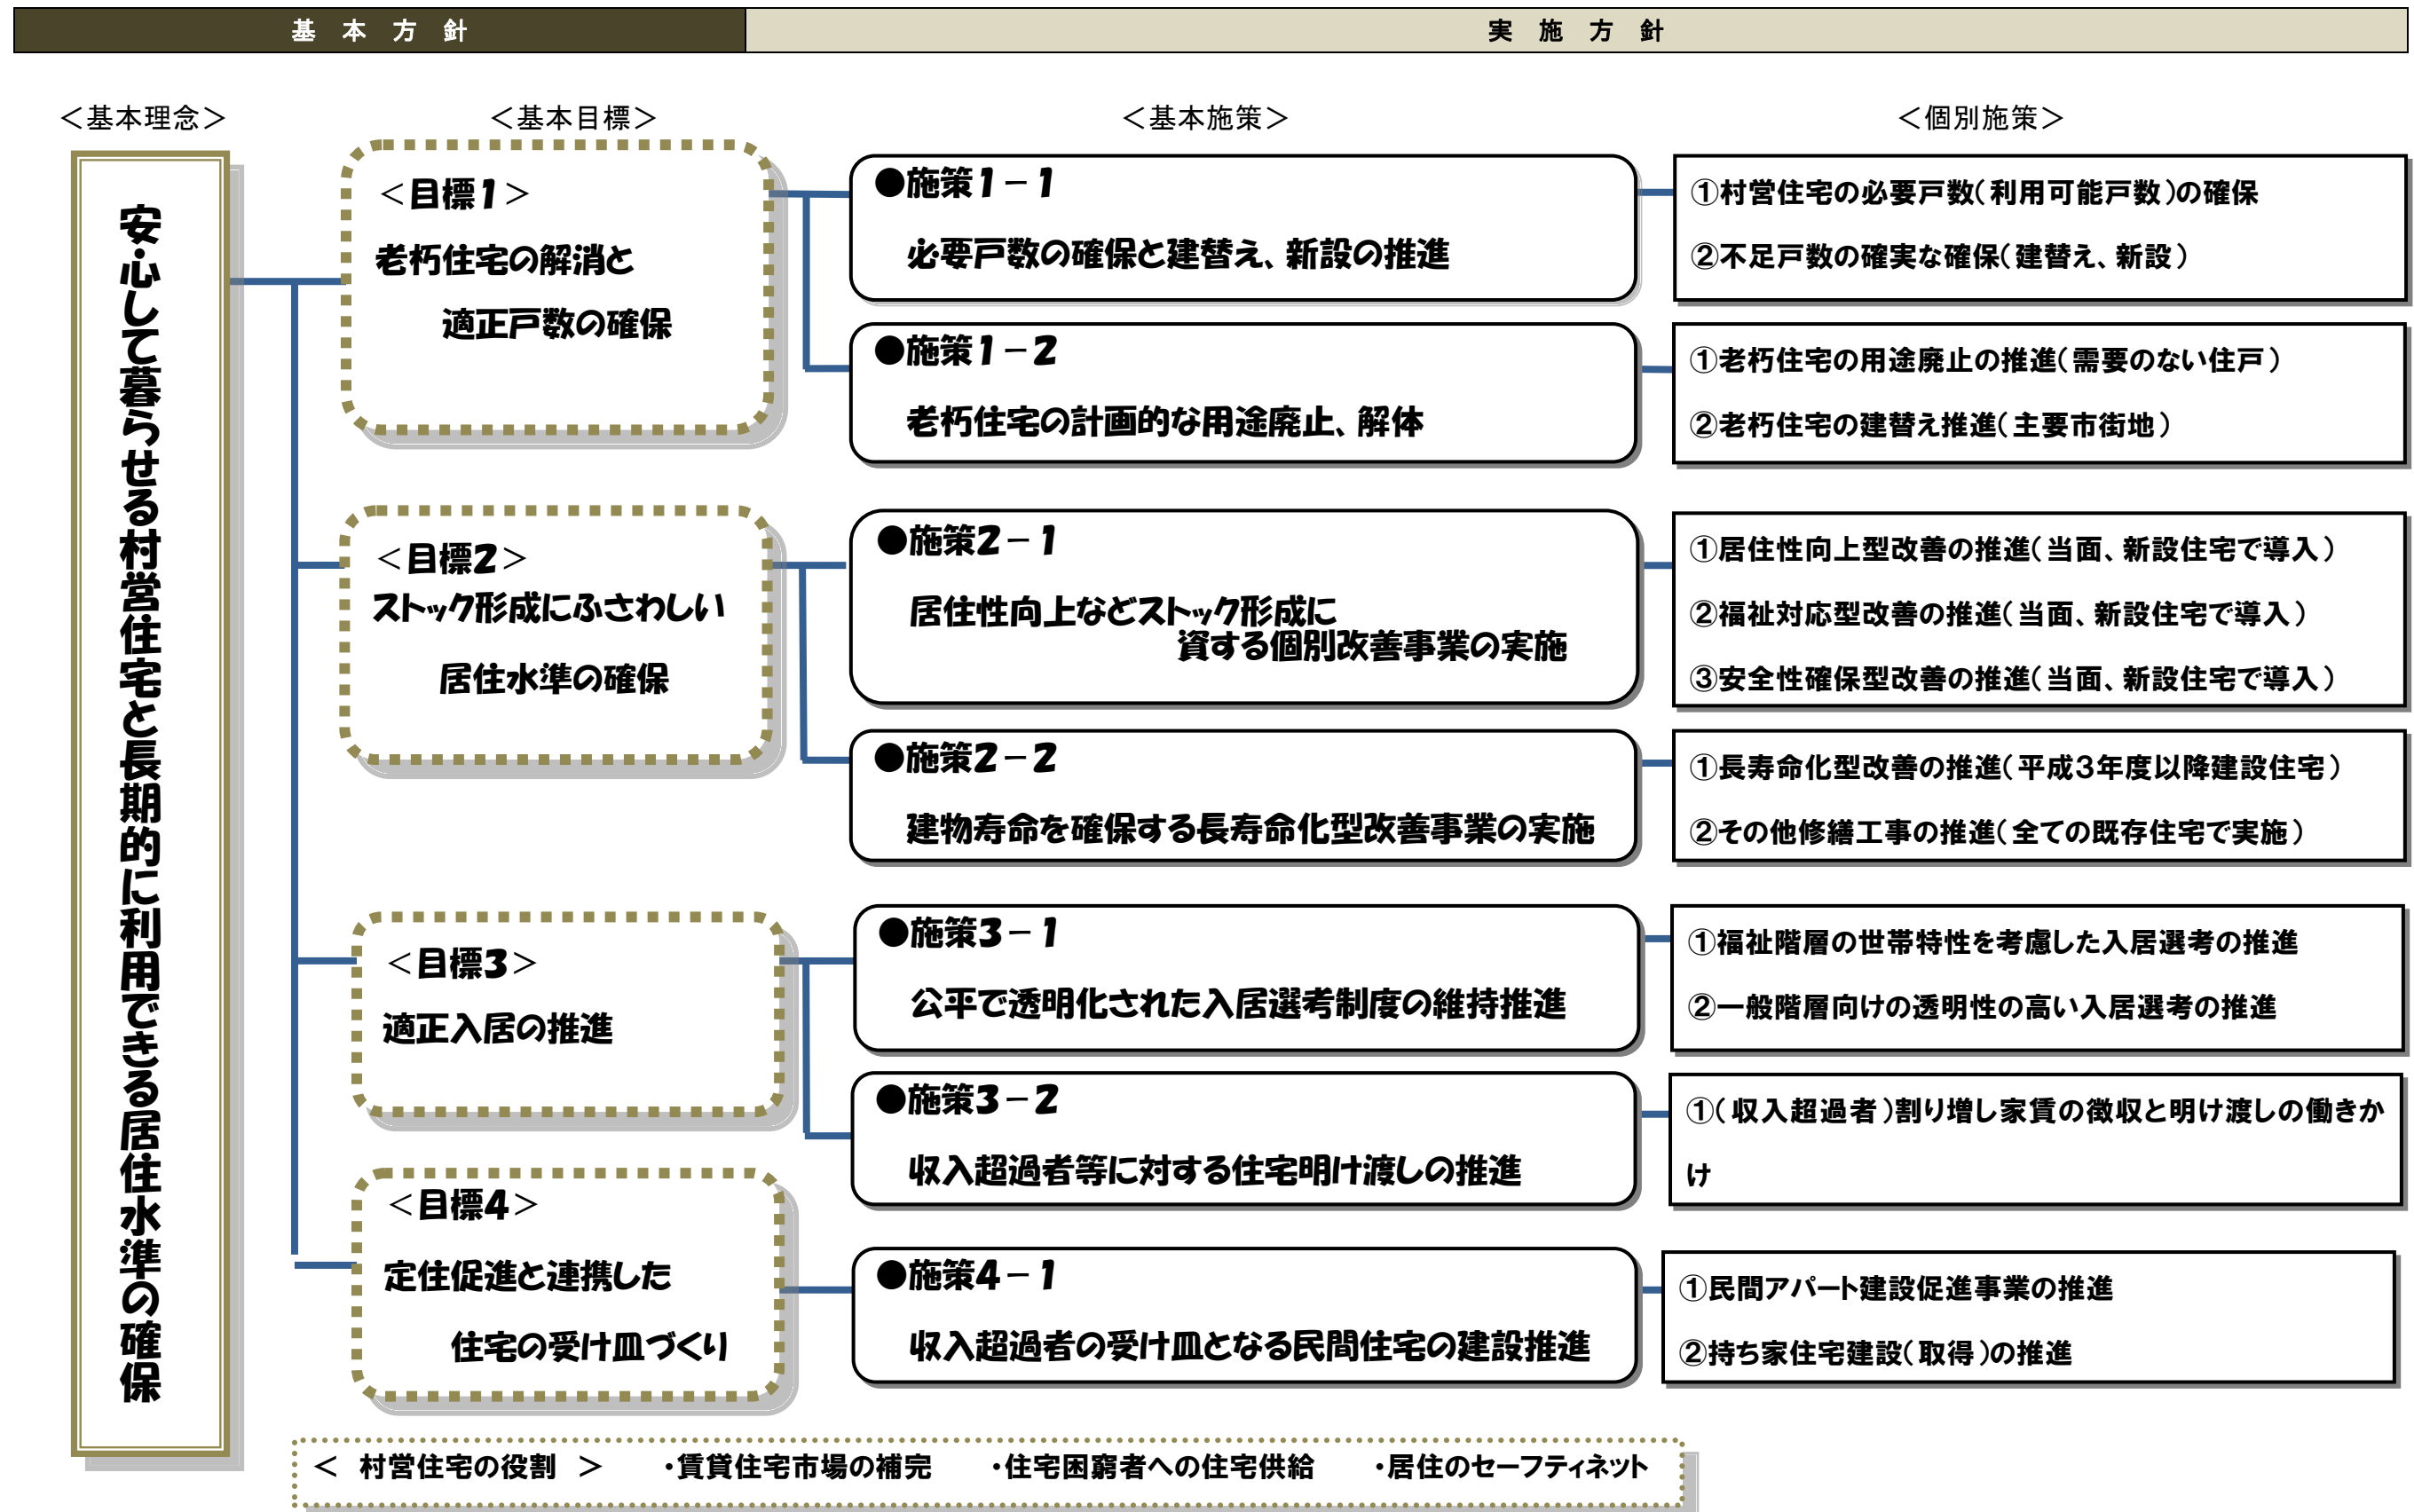 基本方針
実施方針
＜基本理念＞
＜基本目標＞
＜基本施策＞
＜個別施策＞
安心して暮らせる村営住宅と長期的に利用できる居住水準の確保
＜目標1＞
老朽住宅の解消と
適正戸数の確保
●施策1－1
必要戸数の確保と建替え、新設の推進
①村営住宅の必要戸数（利用可能戸数）の確保
②不足戸数の確実な確保（建替え、新設）
●施策1－2
老朽住宅の計画的な用途廃止、解体
①老朽住宅の用途廃止の推進（需要のない住戸）
②老朽住宅の建替え推進（主要市街地）
＜目標2＞
ストック形成にふさわしい
居住水準の確保
●施策2－1
居住性向上などストック形成に
資する個別改善事業の実施
①居住性向上型改善の推進（当面、新設住宅で導入）
②福祉対応型改善の推進（当面、新設住宅で導入）
③安全性確保型改善の推進（当面、新設住宅で導入）
●施策2－2
建物寿命を確保する長寿命化型改善事業の実施
①長寿命化型改善の推進（平成3年度以降建設住宅）
②その他修繕工事の推進（全ての既存住宅で実施）
＜目標3＞
適正入居の推進
●施策3－1
公平で透明化された入居選考制度の維持推進
①福祉階層の世帯特性を考慮した入居選考の推進
②一般階層向けの透明性の高い入居選考の推進
●施策3－2
収入超過者等に対する住宅明け渡しの推進
①（収入超過者）割り増し家賃の徴収と明け渡しの働きか
け
＜目標4＞
定住促進と連携した
住宅の受け皿づくり
●施策4－1
収入超過者の受け皿となる民間住宅の建設推進
①民間アパート建設促進事業の推進
②持ち家住宅建設（取得）の推進
＜ 村営住宅の役割 ＞ ・賃貸住宅市場の補完 ・住宅困窮者への住宅供給 ・居住のセーフティネット